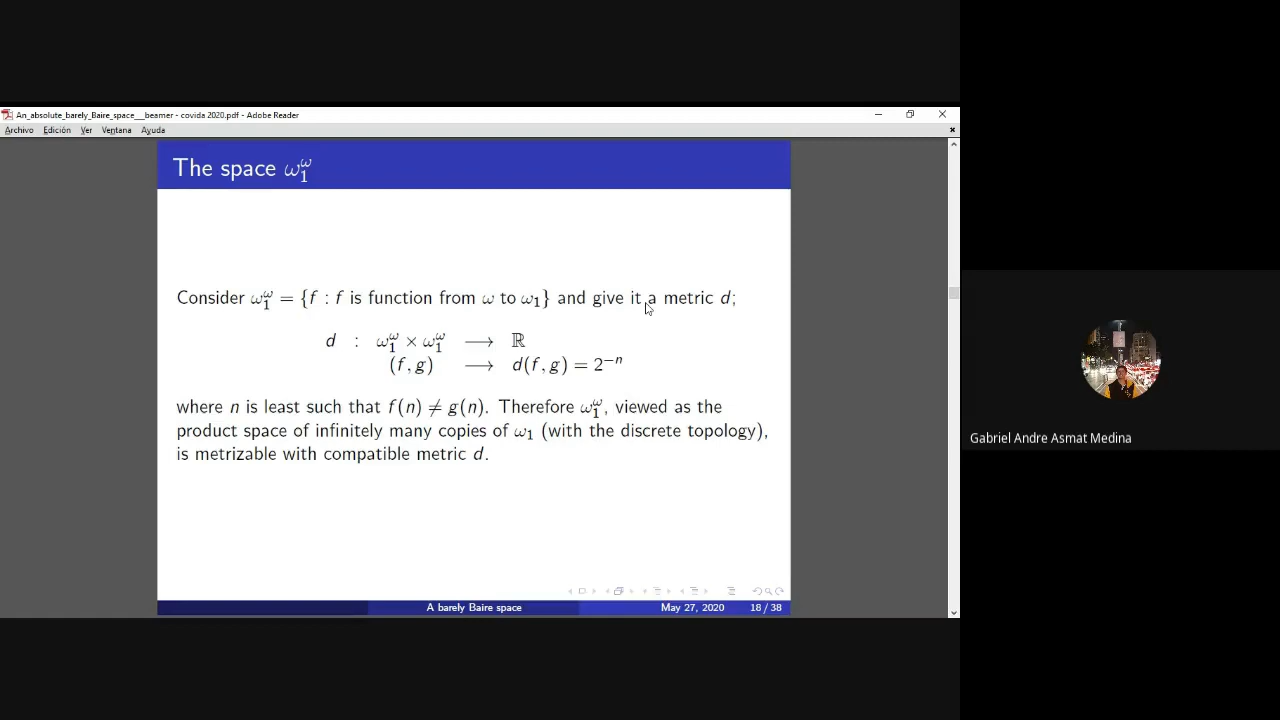 An_absolute_barely_Baire_space__beamer - covida 2020.pdf - Adobe Reader
Archivo Edición Ver Ventana Ayuda
The space ω₁^ω
Consider ω₁^ω = {f : f is function from ω to ω₁} and give it a metric d;
d : ω₁^ω × ω₁^ω ⟶ ℝ
(f, g) ⟶ d(f, g) = 2^−n
where n is least such that f(n) ≠ g(n). Therefore ω₁^ω, viewed as the
product space of infinitely many copies of ω₁ (with the discrete topology),
is metrizable with compatible metric d.
A barely Baire space May 27, 2020 18 / 38
Gabriel Andre Asmat Medina